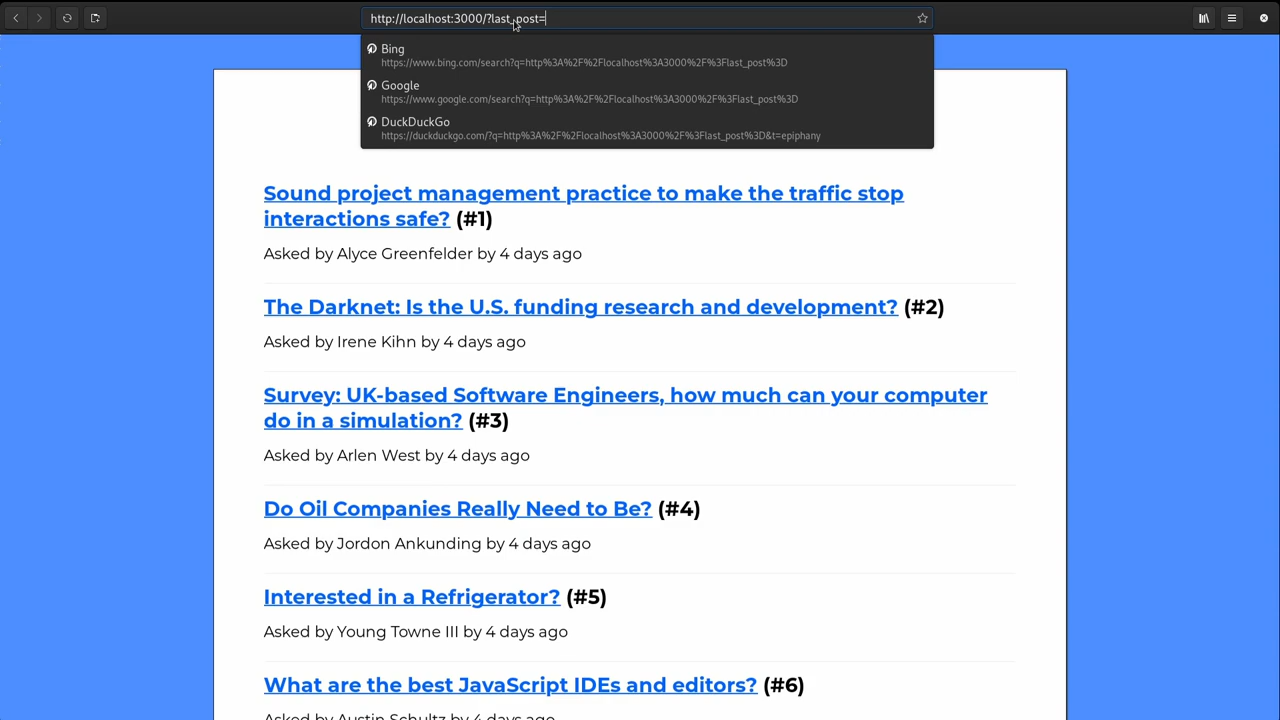 http://localhost:3000/?last_post=
Bing
https://www.bing.com/search?q=http%3A%2F%2Flocalhost%3A3000%2F%3Flast_post%3D
Google
https://www.google.com/search?q=http%3A%2F%2Flocalhost%3A3000%2F%3Flast_post%3D
DuckDuckGo
https://duckduckgo.com/?q=http%3A%2F%2Flocalhost%3A3000%2F%3Flast_post%3D&t=epiphany
Sound project management practice to make the traffic stop
interactions safe? (#1)
Asked by Alyce Greenfelder by 4 days ago
The Darknet: Is the U.S. funding research and development? (#2)
Asked by Irene Kihn by 4 days ago
Survey: UK-based Software Engineers, how much can your computer
do in a simulation? (#3)
Asked by Arlen West by 4 days ago
Do Oil Companies Really Need to Be? (#4)
Asked by Jordon Ankunding by 4 days ago
Interested in a Refrigerator? (#5)
Asked by Young Towne III by 4 days ago
What are the best JavaScript IDEs and editors? (#6)
Asked by Austin Schultz by 4 days ago